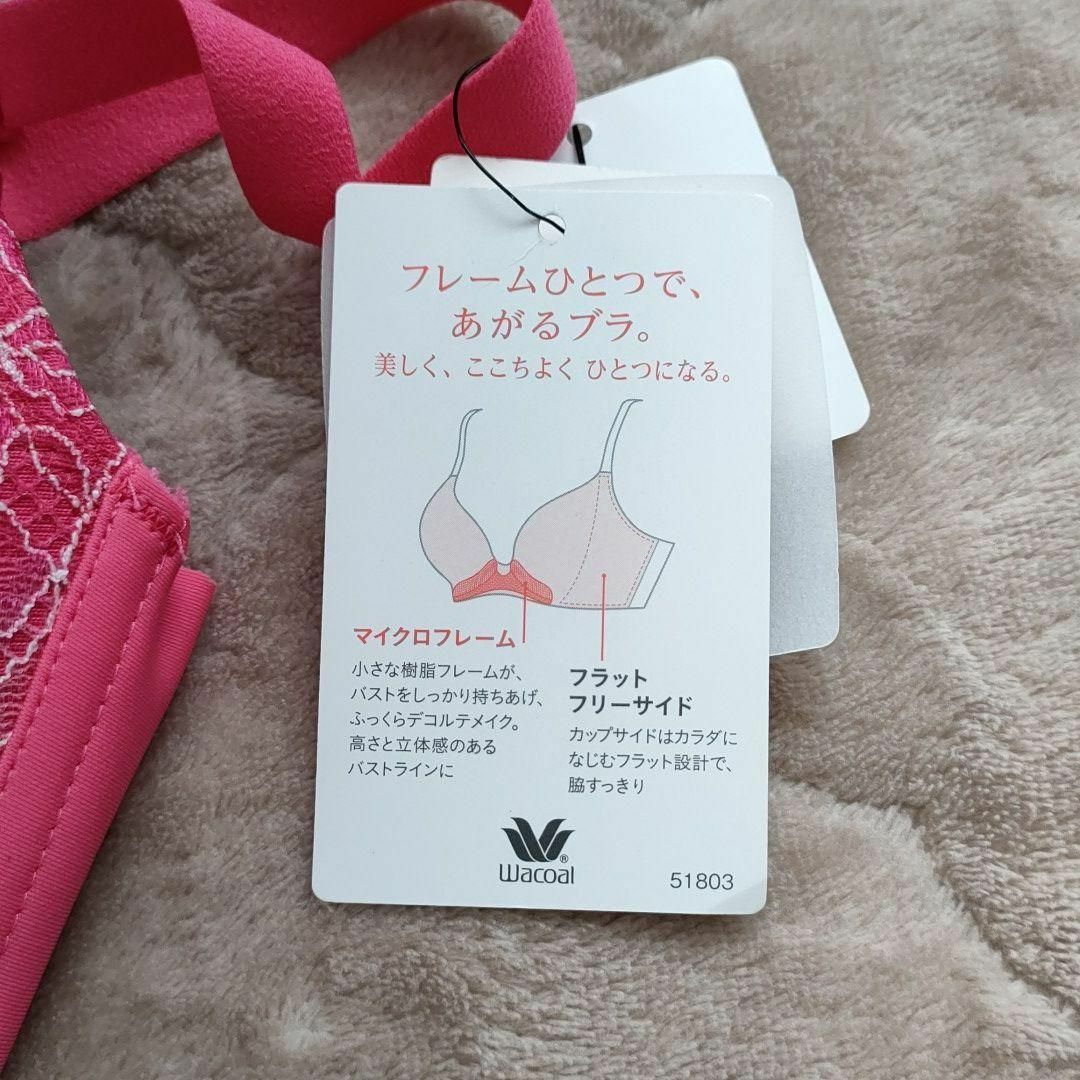 フレームひとつで、
あがるブラ。
美しく、ここちよく ひとつになる。
マイクロフレーム
小さな樹脂フレームが、
バストをしっかり持ちあげ、
ふっくらデコルテメイク。
高さと立体感のある
バストラインに
フラット
フリーサイド
カップサイドはカラダに
なじむフラット設計で、
脇すっきり
Wacoal®
51803